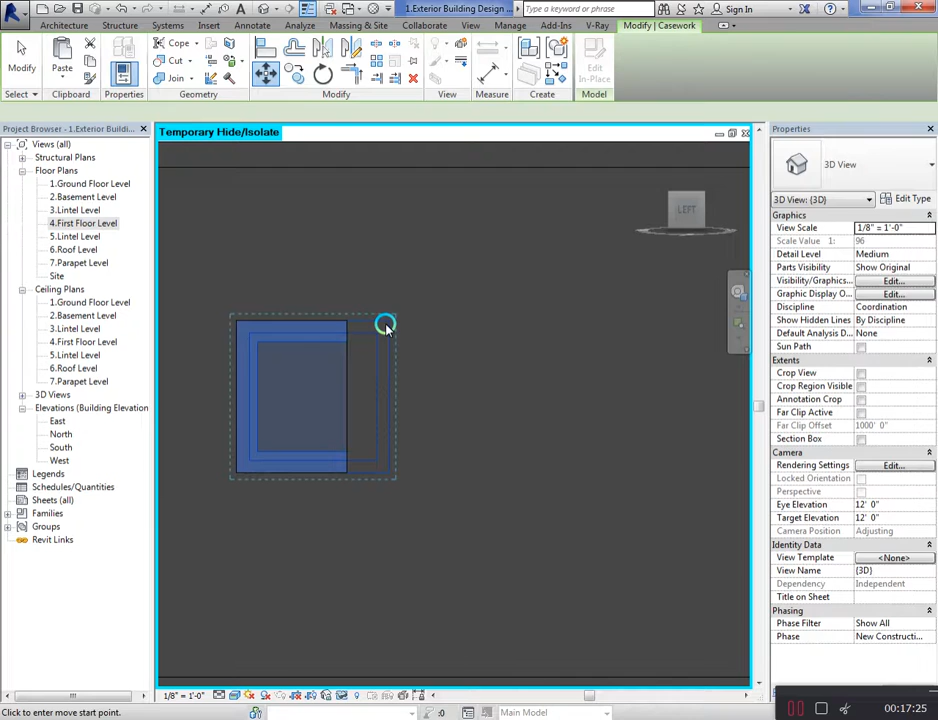 1.Exterior Building Design...
Type a keyword or phrase
Sign In
Architecture Structure Systems Insert Annotate Analyze Massing & Site Collaborate View Manage Add-Ins V-Ray Modify | Casework
Modify
Paste
Cope
Cut
Join
Edit
In-Place
Select Clipboard Properties Geometry Modify View Measure Create Model
Project Browser - 1.Exterior Buildi...
Views (all)
Structural Plans
Floor Plans
1.Ground Floor Level
2.Basement Level
3.Lintel Level
4.First Floor Level
5.Lintel Level
6.Roof Level
7.Parapet Level
Site
Ceiling Plans
1.Ground Floor Level
2.Basement Level
3.Lintel Level
4.First Floor Level
5.Lintel Level
6.Roof Level
7.Parapet Level
3D Views
Elevations (Building Elevation
East
North
South
West
Legends
Schedules/Quantities
Sheets (all)
Families
Groups
Revit Links
Temporary Hide/Isolate
LEFT
Properties
3D View
3D View: {3D} Edit Type
Graphics
View Scale 1/8" = 1'-0"
Scale Value 1: 96
Detail Level Medium
Parts Visibility Show Original
Visibility/Graphics... Edit...
Graphic Display O... Edit...
Discipline Coordination
Show Hidden Lines By Discipline
Default Analysis D... None
Sun Path
Extents
Crop View
Crop Region Visible
Annotation Crop
Far Clip Active
Far Clip Offset 1000' 0"
Section Box
Camera
Rendering Settings Edit...
Locked Orientation
Perspective
Eye Elevation 12' 0"
Target Elevation 12' 0"
Camera Position Adjusting
Identity Data
View Template <None>
View Name {3D}
Dependency Independent
Title on Sheet
Phasing
Phase Filter Show All
Phase New Constructi...
1/8" = 1'-0"
Click to enter move start point.
:0
Main Model
00:17:25